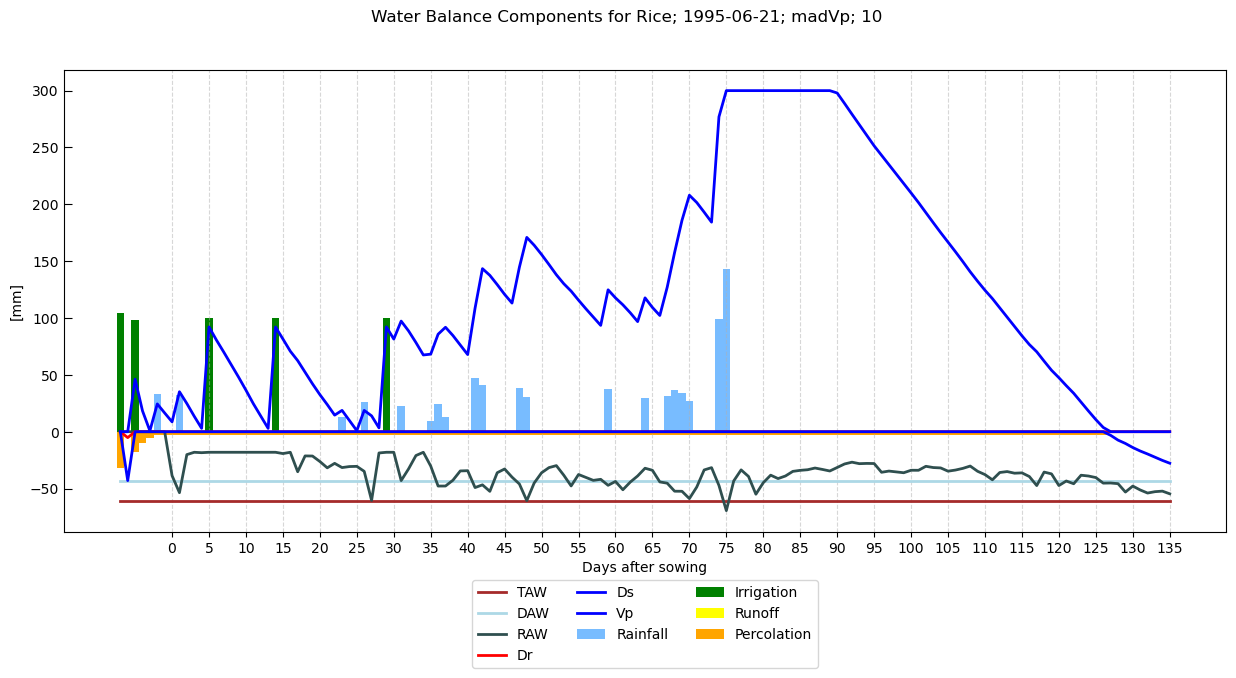 Water Balance Components for Rice; 1995-06-21; madVp; 10
300
250
200
150
100
50
0
−50
[mm]
0 5 10 15 20 25 30 35 40 45 50 55 60 65 70 75 80 85 90 95 100 105 110 115 120 125 130 135
Days after sowing
TAW
DAW
RAW
Dr
Ds
Vp
Rainfall
Irrigation
Runoff
Percolation